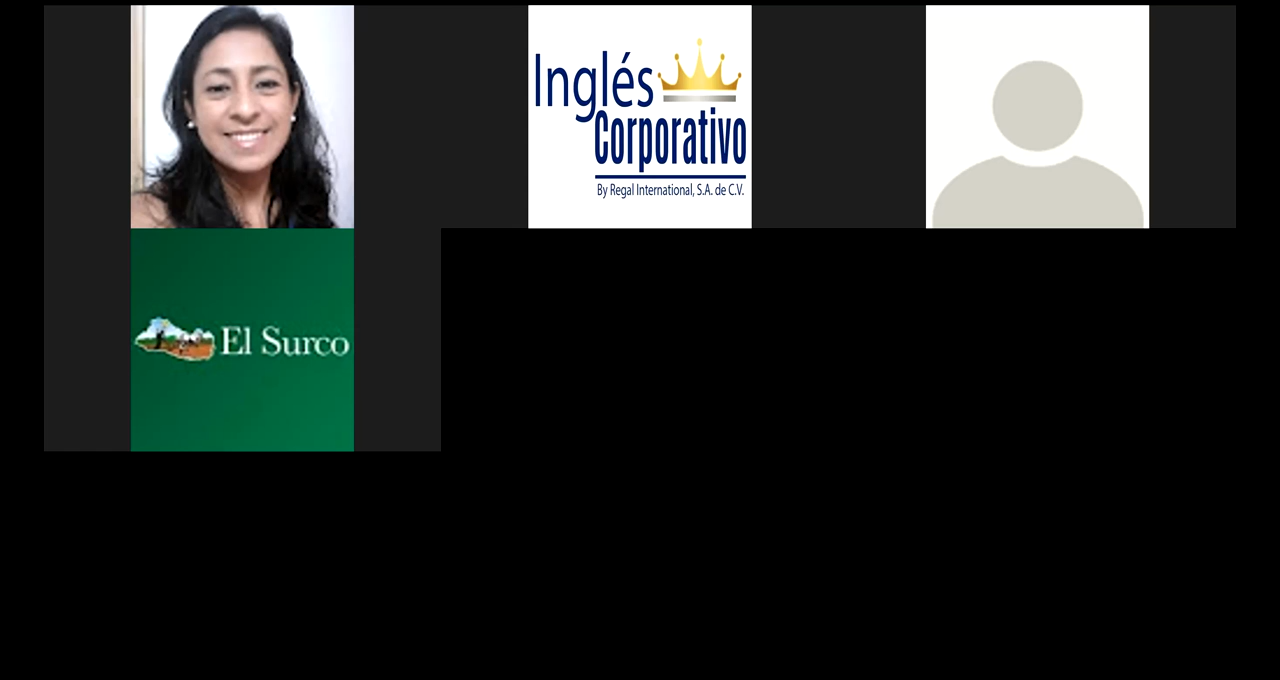 Inglés
Corporativo
By Regal International, S.A. de C.V.
El Surco